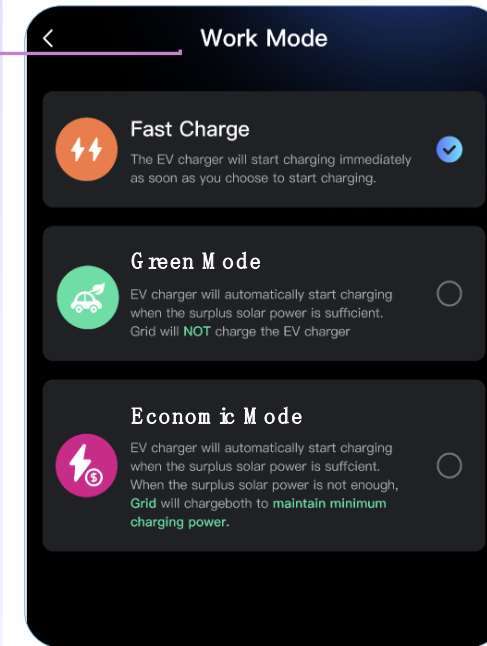 Work Mode
Fast Charge
The EV charger will start charging immediately
as soon as you choose to start charging.
Green Mode
EV charger will automatically start charging
when the surplus solar power is sufficient.
Grid will NOT charge the EV charger
Economic Mode
EV charger will automatically start charging
when the surplus solar power is suffcient.
When the surplus solar power is not enough,
Grid will chargeboth to maintain minimum
charging power.